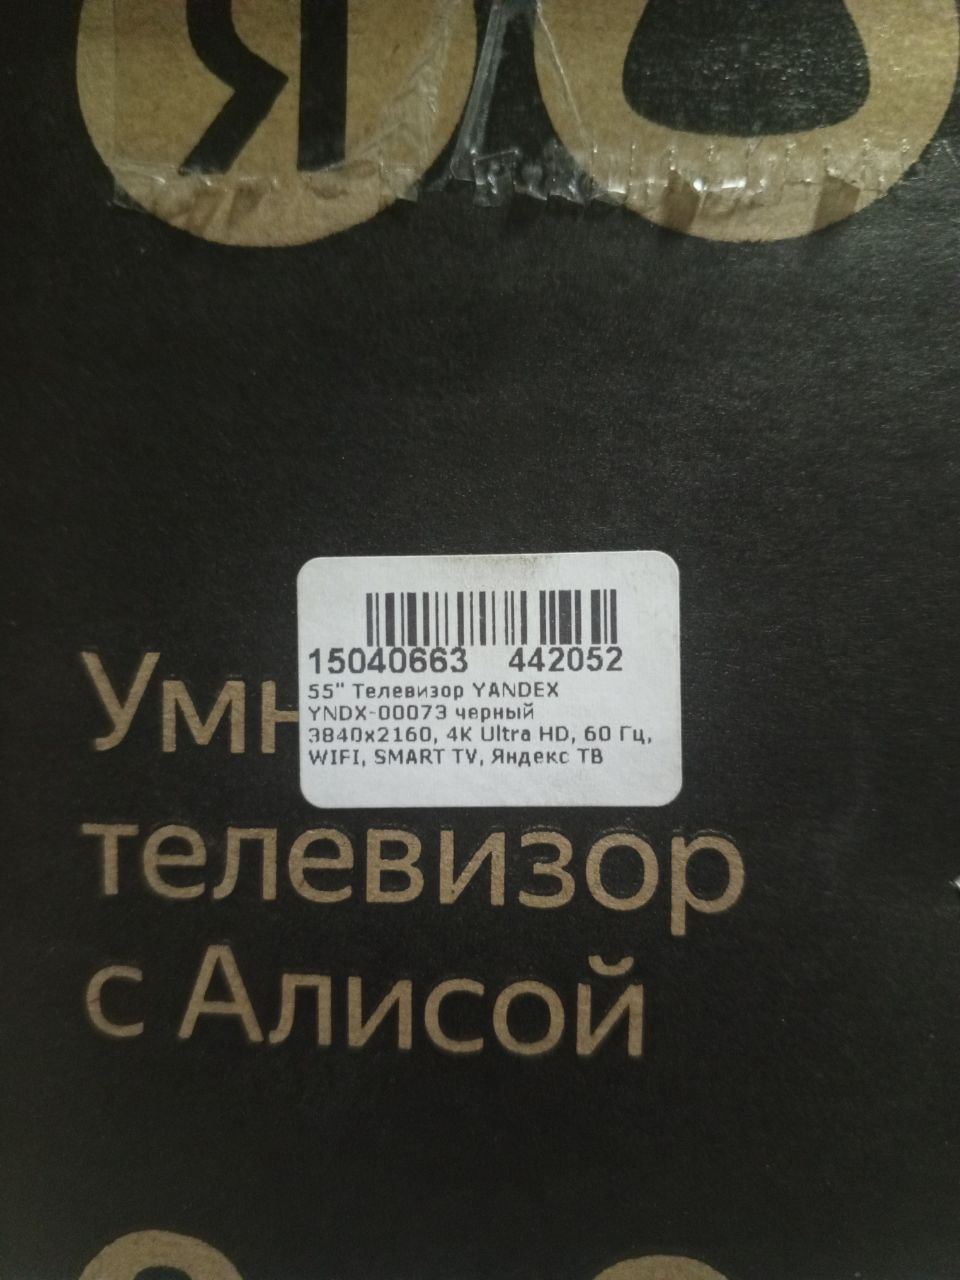 Я
15040663 442052
55" Телевизор YANDEX
YNDX-00073 черный
3840x2160, 4K Ultra HD, 60 Гц,
WIFI, SMART TV, Яндекс ТВ
Умн
телевизор
с Алисой